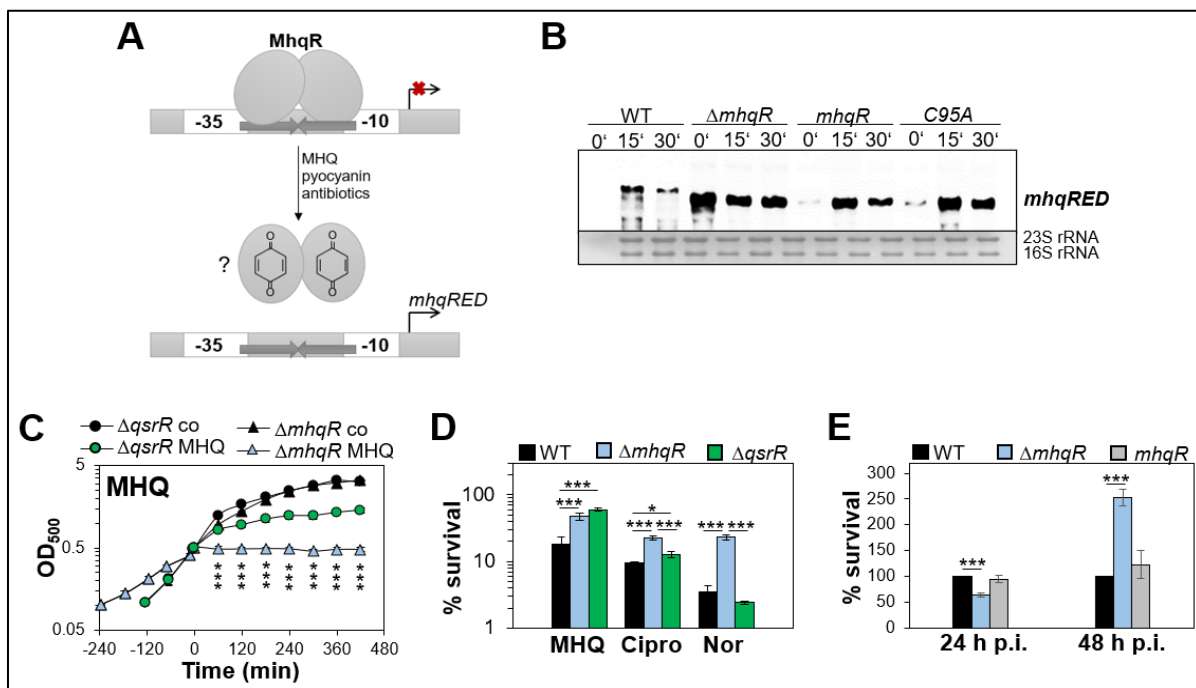 A
MhqR
-35
-10
MHQ
pyocyanin
antibiotics
O
O
O
O
?
mhqRED
-35
-10
B
WT
ΔmhqR
mhqR
C95A
0‘ 15‘ 30‘ 0‘ 15‘ 30‘ 0‘ 15‘ 30‘ 0‘ 15‘ 30‘
mhqRED
23S rRNA
16S rRNA
C
ΔqsrR co
ΔmhqR co
ΔqsrR MHQ
ΔmhqR MHQ
MHQ
5
0.5
0.05
OD500
*** *** *** *** *** *** ***
-240 -120 0 120 240 360 480
Time (min)
D
WT
ΔmhqR
ΔqsrR
% survival
100
10
1
***
***
*
*** ***
*** ***
MHQ Cipro Nor
E
WT
ΔmhqR
mhqR
% survival
300
250
200
150
100
50
0
***
***
24 h p.i. 48 h p.i.